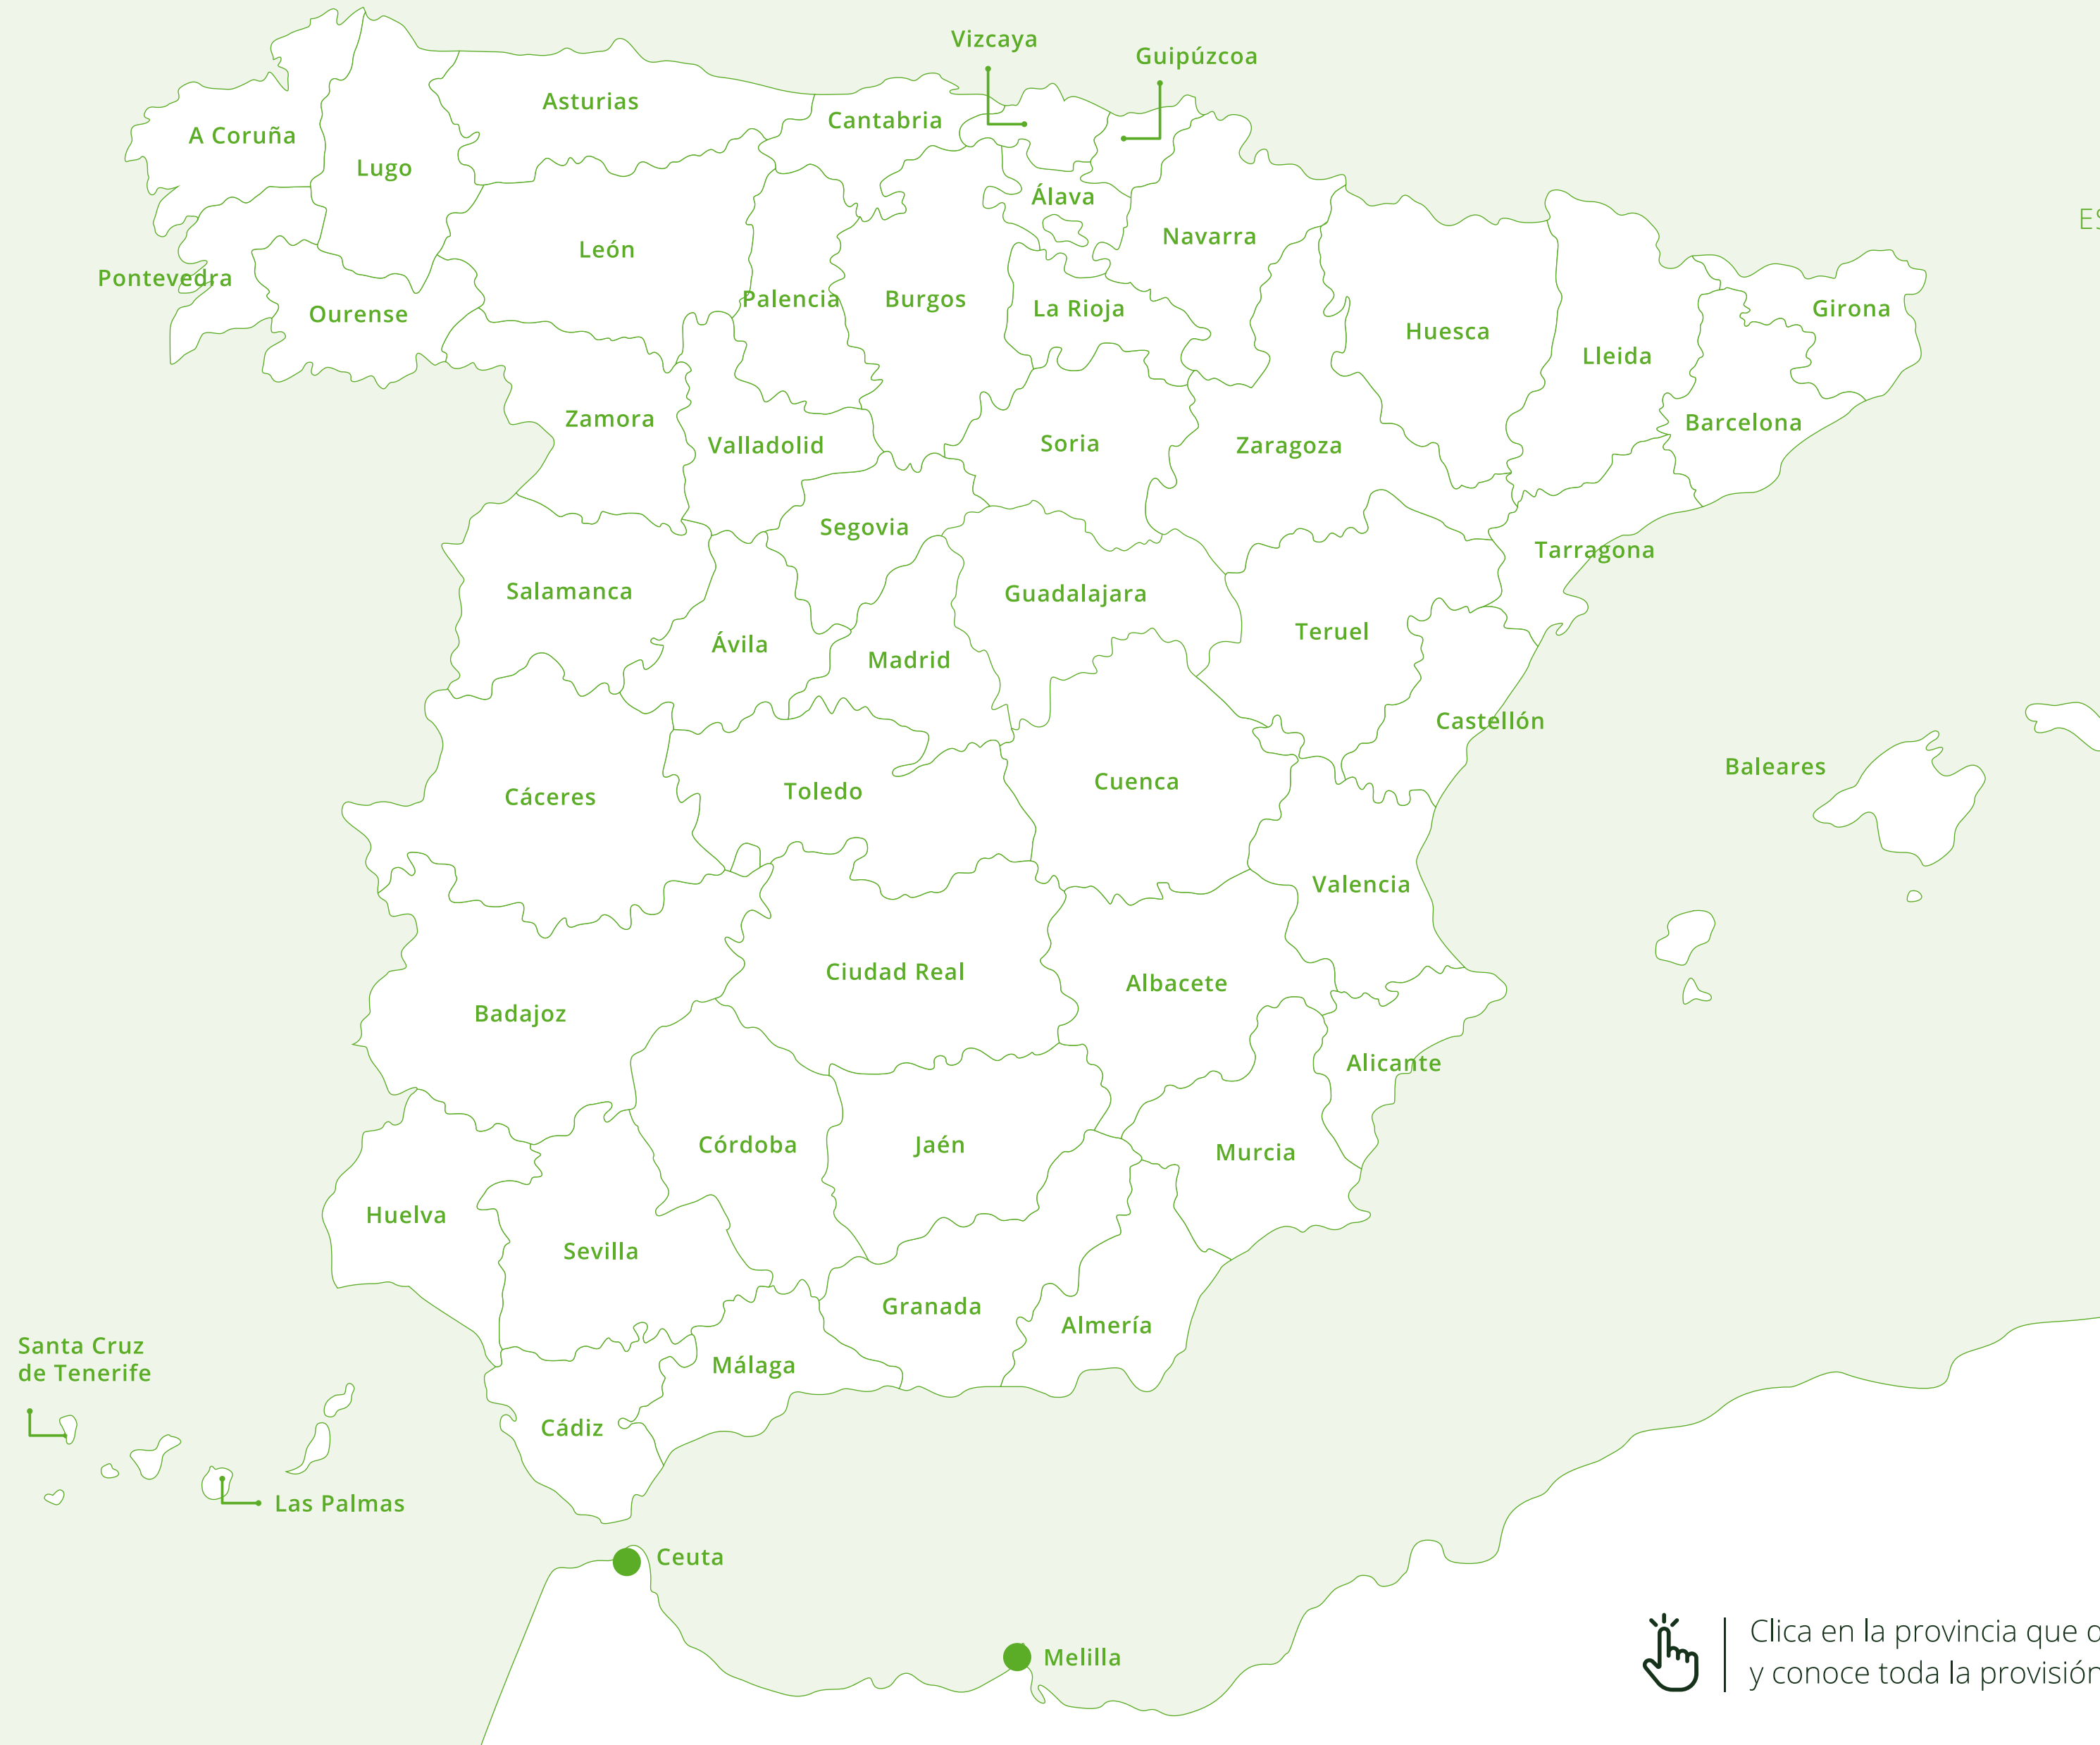 Vizcaya
Guipúzcoa
Asturias
Cantabria
A Coruña
Lugo
Álava
ES
Navarra
León
Pontevedra
Palencia
Burgos
La Rioja
Girona
Ourense
Huesca
Lleida
Zamora
Barcelona
Valladolid
Soria
Zaragoza
Segovia
Tarragona
Salamanca
Guadalajara
Teruel
Ávila
Madrid
Castellón
Baleares
Cuenca
Toledo
Cáceres
Valencia
Ciudad Real
Albacete
Badajoz
Alicante
Córdoba
Jaén
Murcia
Huelva
Sevilla
Granada
Almería
Santa Cruz
de Tenerife
Málaga
Cádiz
Las Palmas
Ceuta
Melilla
Clica en la provincia que
y conoce toda la provisión